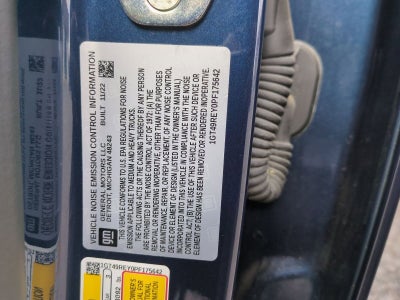 VEHICLE NOISE EMISSION CONTROL INFORMATION
GENERAL MOTORS LLC BUILT 11/22
DETROIT, MICHIGAN 48243
gm
THIS VEHICLE CONFORMS TO U.S. EPA REGULATIONS FOR NOISE
EMISSION APPLICABLE TO MEDIUM AND HEAVY TRUCKS.
THE FOLLOWING ACTS OR THE CAUSING THEREOF BY ANY PERSON
ARE PROHIBITED BY THE NOISE CONTROL ACT OF 1972: (A) THE
REMOVAL OR RENDERING INOPERATIVE, OTHER THAN FOR PURPOSES
OF MAINTENANCE, REPAIR, OR REPLACEMENT, OF ANY NOISE CONTROL
DEVICE OR ELEMENT OF DESIGN (LISTED IN THE OWNER'S MANUAL)
INCORPORATED INTO THIS VEHICLE IN COMPLIANCE WITH THE NOISE
CONTROL ACT; (B) THE USE OF THIS VEHICLE AFTER SUCH DEVICE OR
ELEMENT OF DESIGN HAS BEEN REMOVED OR RENDERED INOPERATIVE.
1GT49REY0PF175642
1GT49REY0PF175642
gm